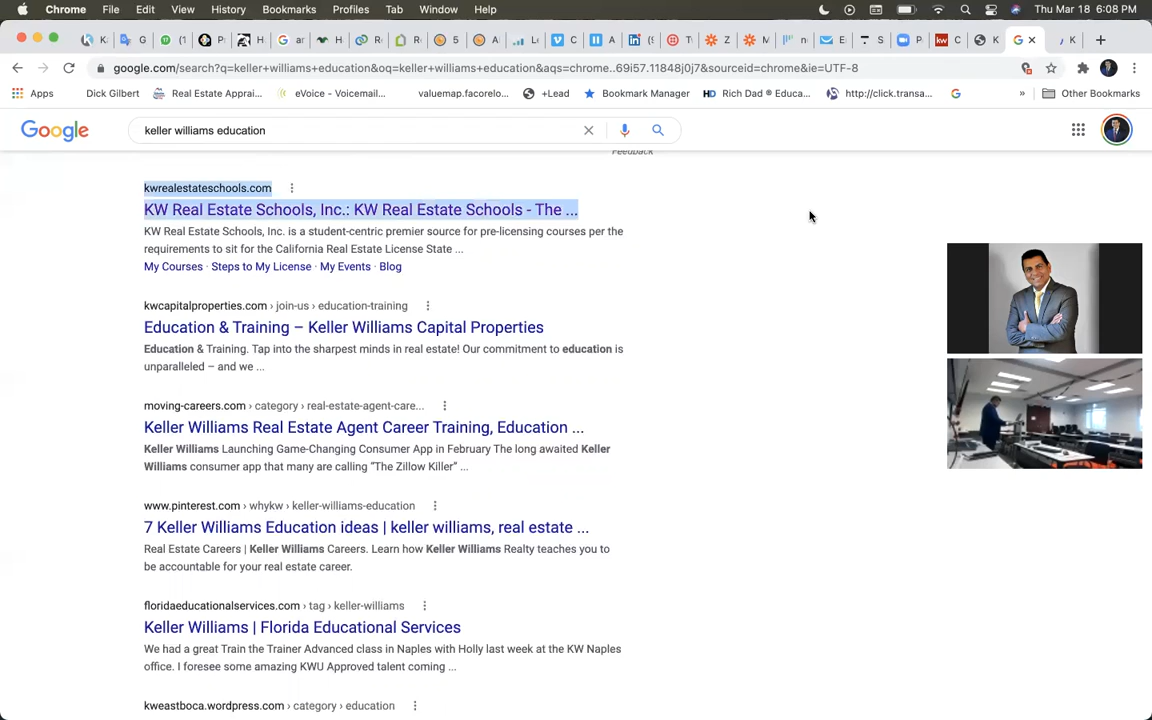 Chrome File Edit View History Bookmarks Profiles Tab Window Help Thu Mar 18 6:08 PM
google.com/search?q=keller+williams+education&oq=keller+williams+education&aqs=chrome..69i57.11848j0j7&sourceid=chrome&ie=UTF-8
Apps Dick Gilbert Real Estate Apprai... eVoice - Voicemail... valuemap.facorelo... +Lead Bookmark Manager Rich Dad ® Educa... http://click.transa... » Other Bookmarks
Google keller williams education
Feedback
kwrealestateschools.com
KW Real Estate Schools, Inc.: KW Real Estate Schools - The ...
KW Real Estate Schools, Inc. is a student-centric premier source for pre-licensing courses per the
requirements to sit for the California Real Estate License State ...
My Courses · Steps to My License · My Events · Blog
kwcapitalproperties.com › join-us › education-training
Education & Training – Keller Williams Capital Properties
Education & Training. Tap into the sharpest minds in real estate! Our commitment to education is
unparalleled – and we ...
moving-careers.com › category › real-estate-agent-care...
Keller Williams Real Estate Agent Career Training, Education ...
Keller Williams Launching Game-Changing Consumer App in February The long awaited Keller
Williams consumer app that many are calling “The Zillow Killer” ...
www.pinterest.com › whykw › keller-williams-education
7 Keller Williams Education ideas | keller williams, real estate ...
Real Estate Careers | Keller Williams Careers. Learn how Keller Williams Realty teaches you to
be accountable for your real estate career.
floridaeducationalservices.com › tag › keller-williams
Keller Williams | Florida Educational Services
We had a great Train the Trainer Advanced class in Naples with Holly last week at the KW Naples
office. I foresee some amazing KWU Approved talent coming ...
kweastboca.wordpress.com › category › education